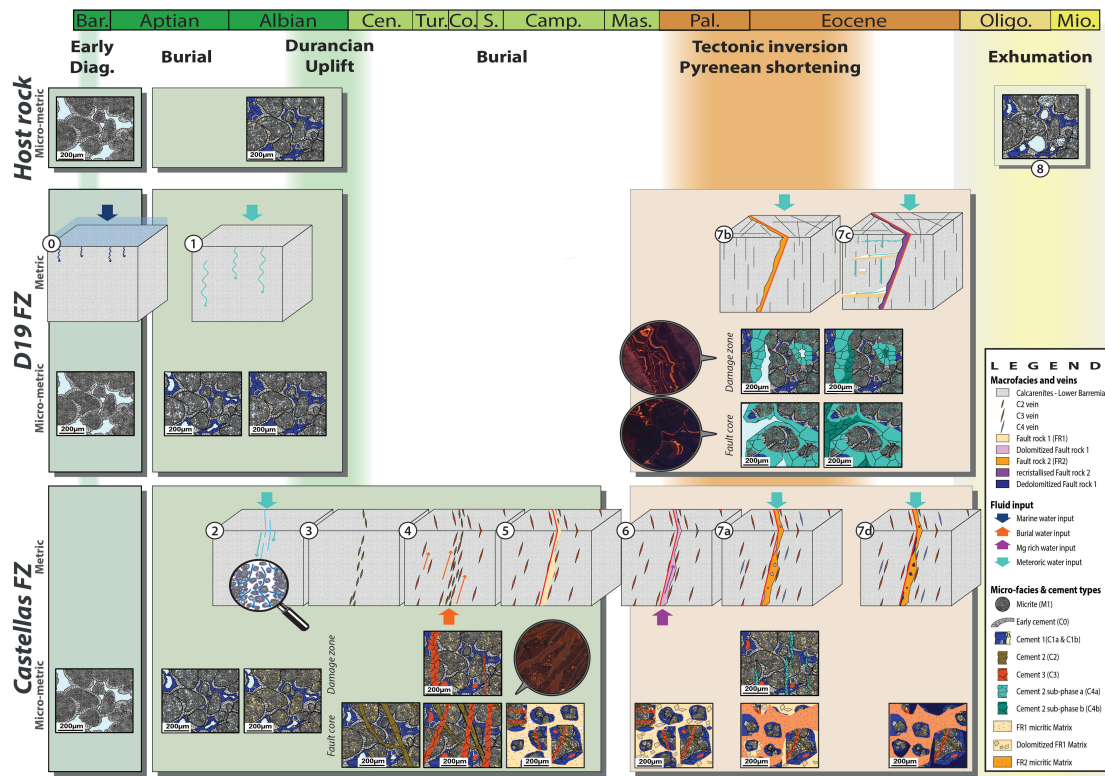 Bar. Aptian Albian Cen. Tur. Co. S. Camp. Mas. Pal. Eocene Oligo. Mio.
Early
Diag.
Burial
Durancian
Uplift
Burial
Tectonic inversion
Pyrenean shortening
Exhumation
Host rock
Micro-metric
200µm
200µm
200µm
8
D19 FZ
Metric
0
1
7b
7c
Micro-metric
200µm
200µm
200µm
Damage zone
200µm
200µm
Fault core
200µm
200µm
Castellas FZ
Metric
2
3
4
5
6
7a
7d
Micro-metric
200µm
200µm
200µm
Damage zone
200µm
200µm
Fault core
200µm
200µm
200µm
200µm
200µm
200µm
LEGEND
Macrofacies and veins
Calcarenites - Lower Barremia
C2 vein
C3 vein
C4 vein
Fault rock 1 (FR1)
Dolomitized Fault rock 1
Fault rock 2 (FR2)
recristallised Fault rock 2
Dedolomitized Fault rock 1
Fluid input
Marine water input
Burial water input
Mg rich water input
Meteroric water input
Micro-facies & cement types
Micrite (M1)
Early cement (C0)
Cement 1(C1a & C1b)
Cement 2 (C2)
Cement 3 (C3)
Cement 2 sub-phase a (C4a)
Cement 2 sub-phase b (C4b)
FR1 micritic Matrix
Dolomitized FR1 Matrix
FR2 micritic Matrix